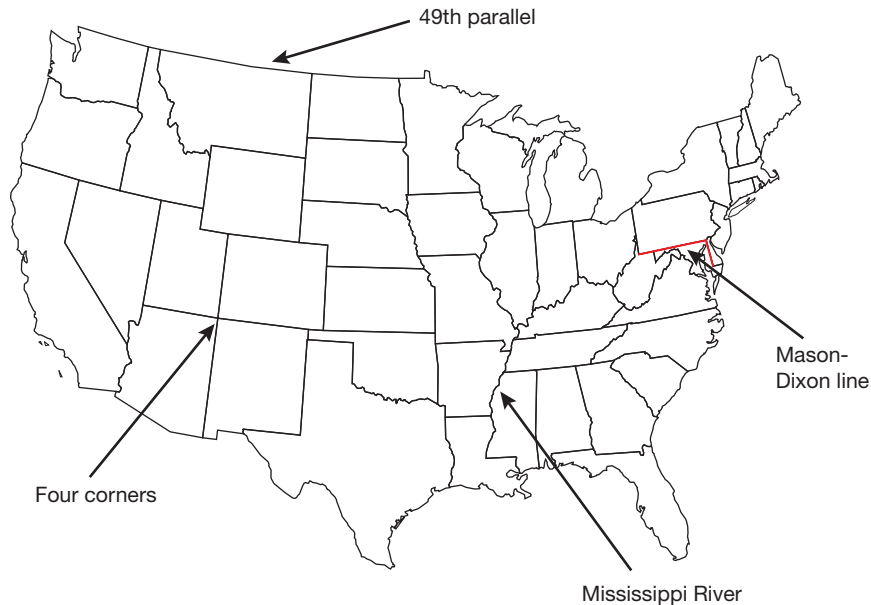 49th parallel
Mason-
Dixon line
Four corners
Mississippi River